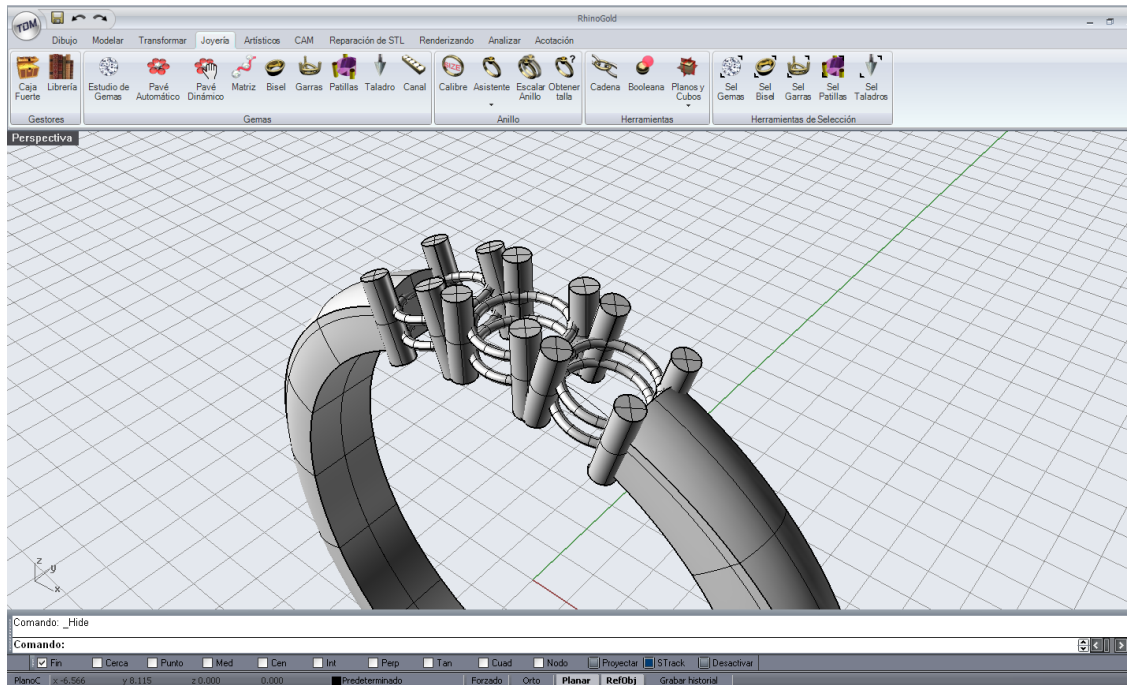 RhinoGold
TDM
Dibujo Modelar Transformar Joyería Artísticos CAM Reparación de STL Renderizando Analizar Acotación
Caja Fuerte Librería Estudio de Gemas Pavé Automático Pavé Dinámico Matriz Bisel Garras Patillas Taladro Canal SIZE Calibre Asistente Escalar Anillo Obtener talla Cadena Booleana Planos y Cubos Sel Gemas Sel Bisel Sel Garras Sel Patillas Sel Taladros
Gestores Gemas Anillo Herramientas Herramientas de Selección
Perspectiva
z
y
x
Comando: _Hide
Comando:
Fin Cerca Punto Med Cen Int Perp Tan Cuad Nodo Proyectar STrack Desactivar
PlanoC x -6.566 y 8.115 z 0.000 0.000 Predeterminado Forzado Orto Planar RefObj Grabar historial